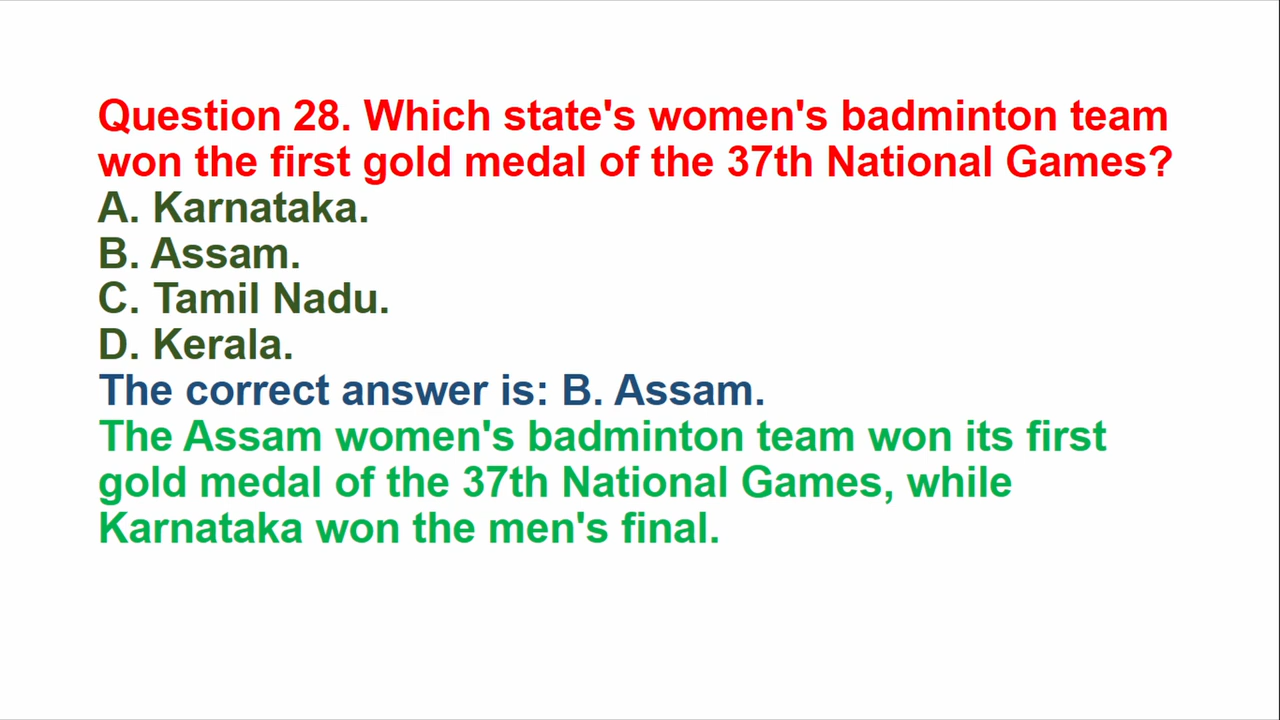 Question 28. Which state's women's badminton team
won the first gold medal of the 37th National Games?
A. Karnataka.
B. Assam.
C. Tamil Nadu.
D. Kerala.
The correct answer is: B. Assam.
The Assam women's badminton team won its first
gold medal of the 37th National Games, while
Karnataka won the men's final.